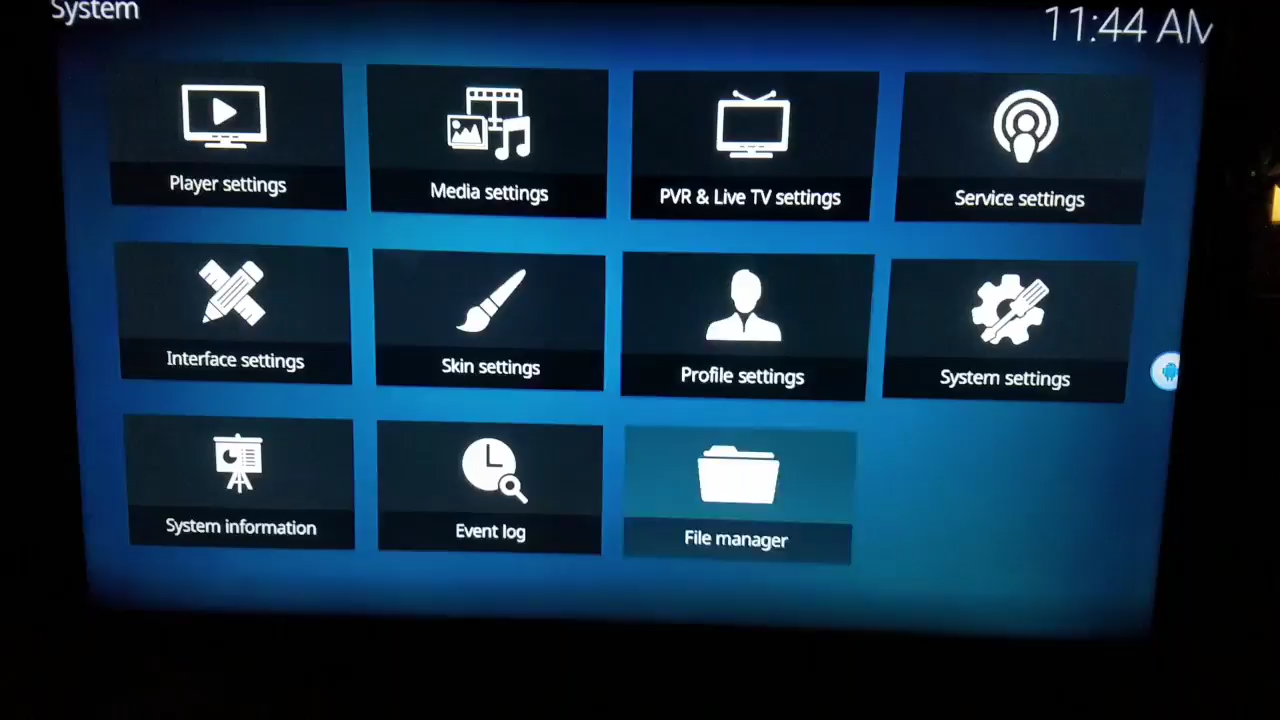 System
11:44 AM
Player settings
Media settings
PVR & Live TV settings
Service settings
Interface settings
Skin settings
Profile settings
System settings
System information
Event log
File manager